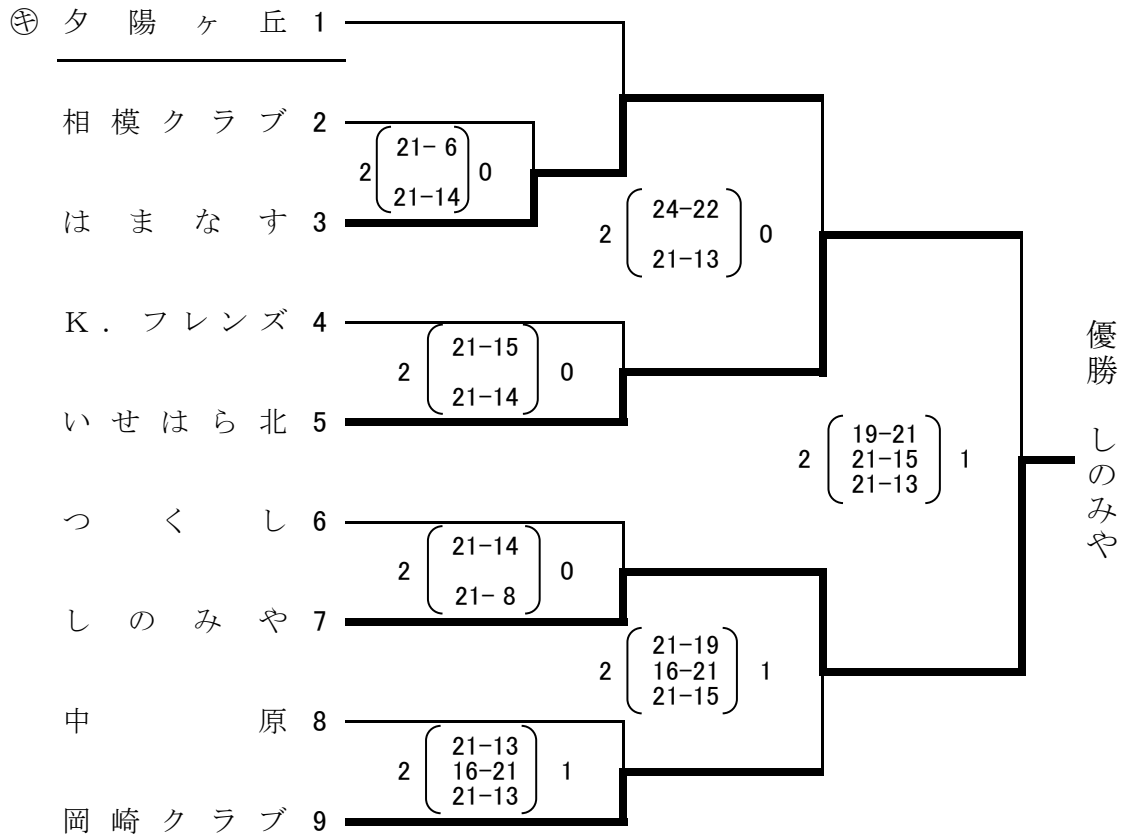 ㋖ 夕陽ヶ丘 1
相模クラブ 2
2 21- 6 0
21-14
はまなす 3
2 24-22 0
21-13
K．フレンズ 4
2 21-15 0
21-14
いせはら北 5
2 19-21 1
21-15
21-13
優勝 しのみや
つくし 6
2 21-14 0
21- 8
しのみや 7
2 21-19 1
16-21
21-15
中原 8
2 21-13 1
16-21
21-13
岡崎クラブ 9